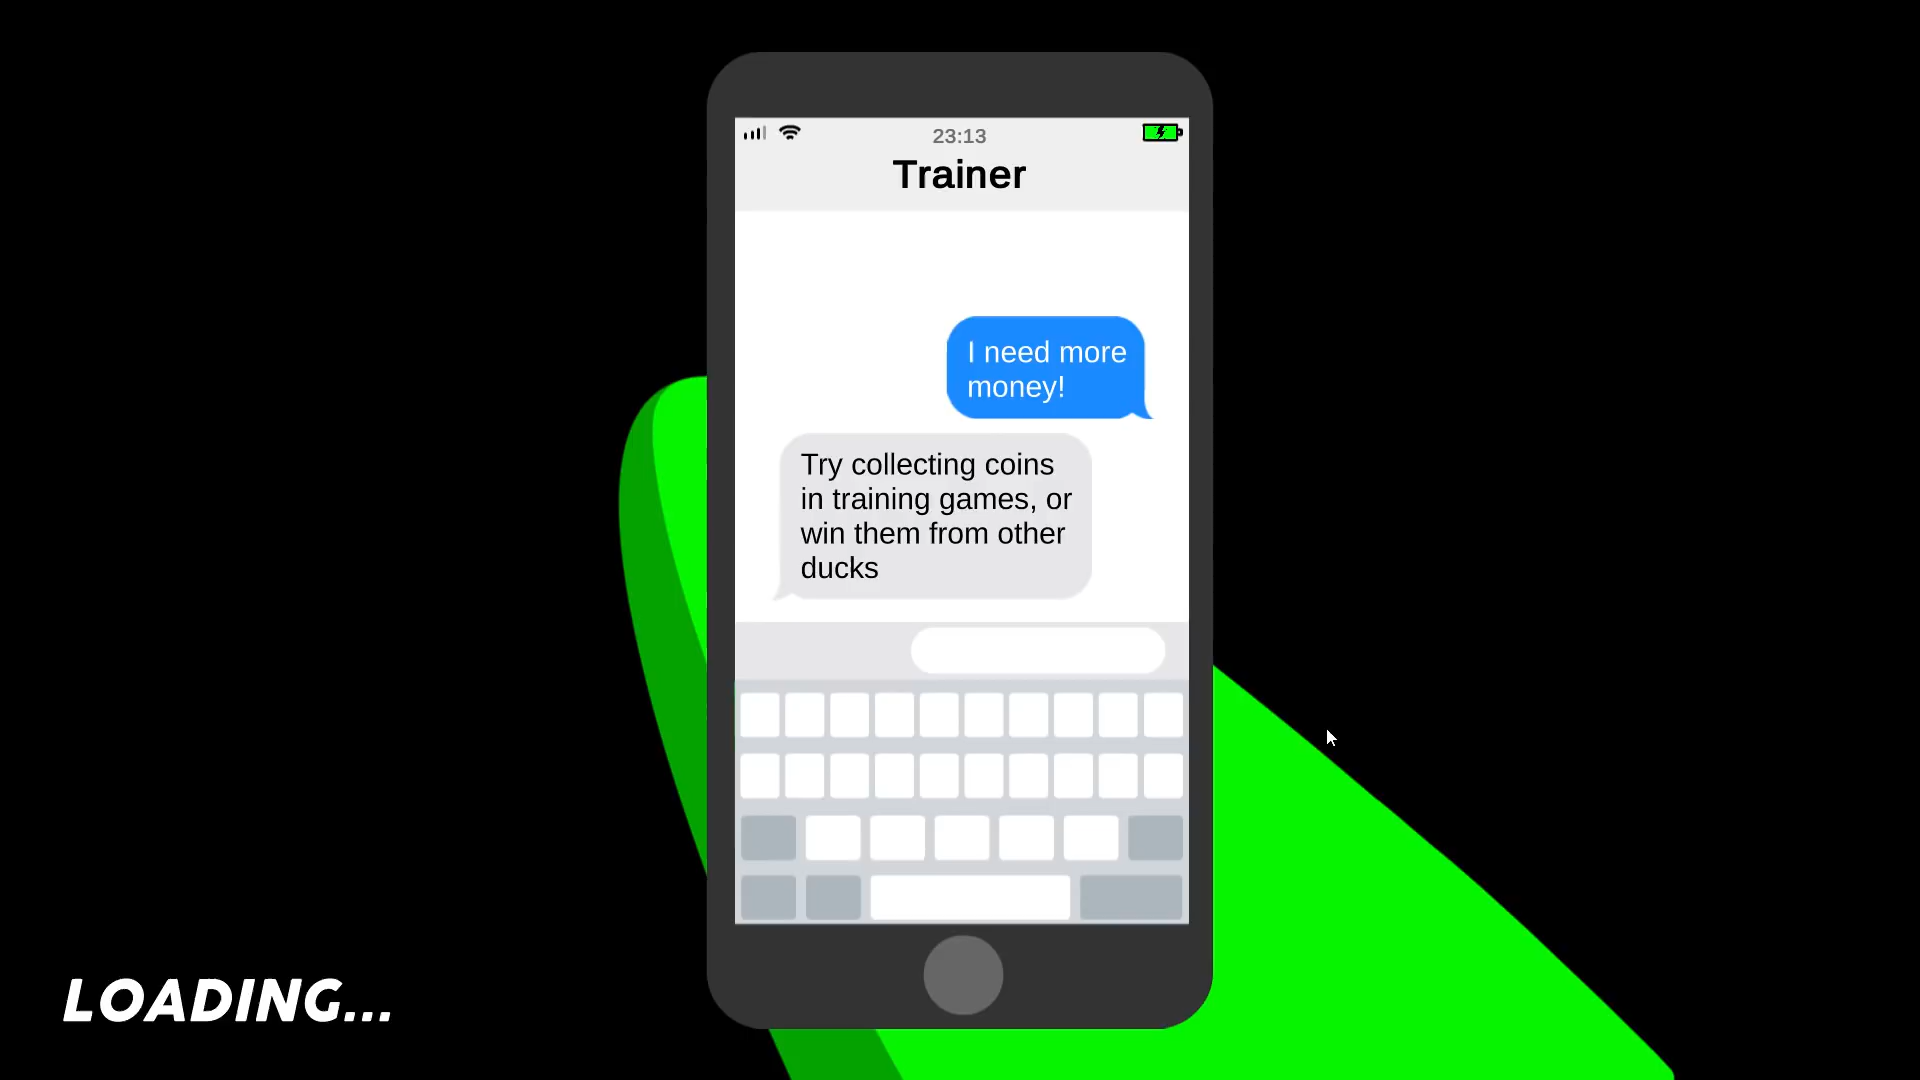 23:13
Trainer
I need more
money!
Try collecting coins
in training games, or
win them from other
ducks
LOADING...